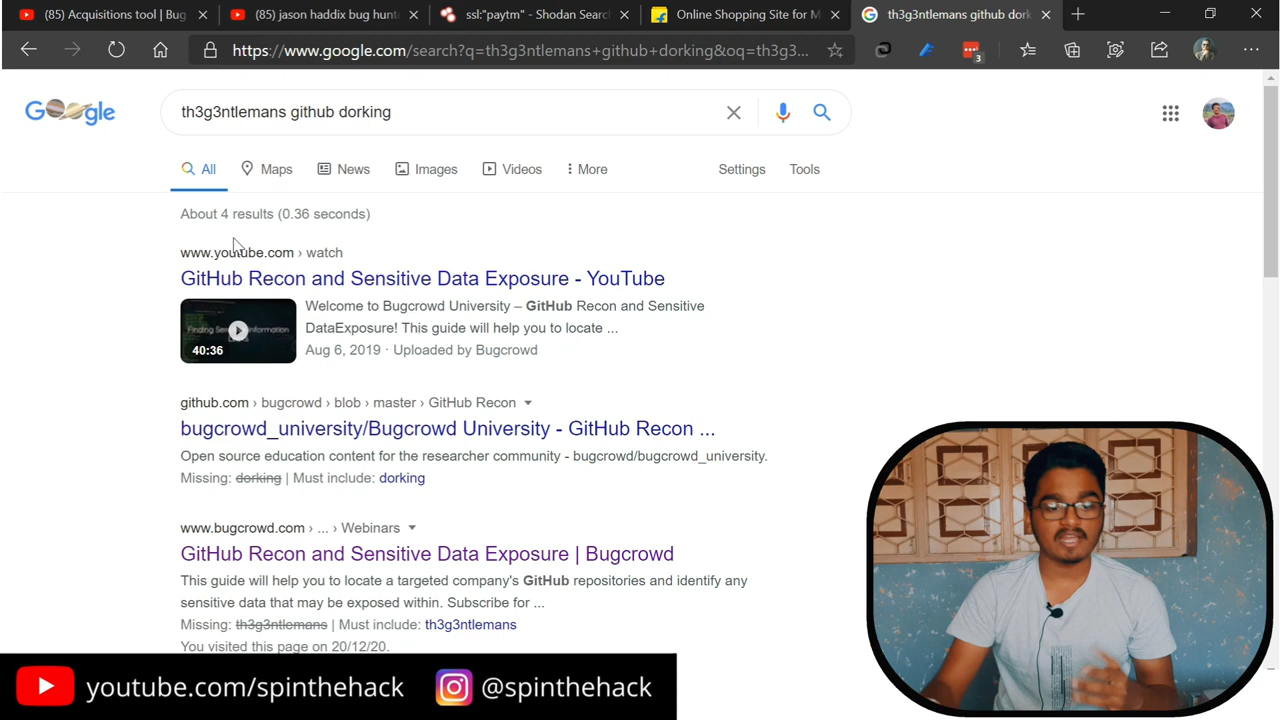 (85) Acquisitions tool | Bug
(85) jason haddix bug hunt
ssl:"paytm" - Shodan Searc
Online Shopping Site for M
th3g3ntlemans github dork
https://www.google.com/search?q=th3g3ntlemans+github+dorking&oq=th3g3...
3
Google
th3g3ntlemans github dorking
All
Maps
News
Images
Videos
More
Settings
Tools
About 4 results (0.36 seconds)
www.youtube.com › watch
GitHub Recon and Sensitive Data Exposure - YouTube
Finding Sen
information
40:36
Welcome to Bugcrowd University – GitHub Recon and Sensitive
DataExposure! This guide will help you to locate ...
Aug 6, 2019 · Uploaded by Bugcrowd
github.com › bugcrowd › blob › master › GitHub Recon
bugcrowd_university/Bugcrowd University - GitHub Recon ...
Open source education content for the researcher community - bugcrowd/bugcrowd_university.
Missing: dorking | Must include: dorking
www.bugcrowd.com › ... › Webinars
GitHub Recon and Sensitive Data Exposure | Bugcrowd
This guide will help you to locate a targeted company's GitHub repositories and identify any
sensitive data that may be exposed within. Subscribe for ...
Missing: th3g3ntlemans | Must include: th3g3ntlemans
You visited this page on 20/12/20.
youtube.com/spinthehack
@spinthehack